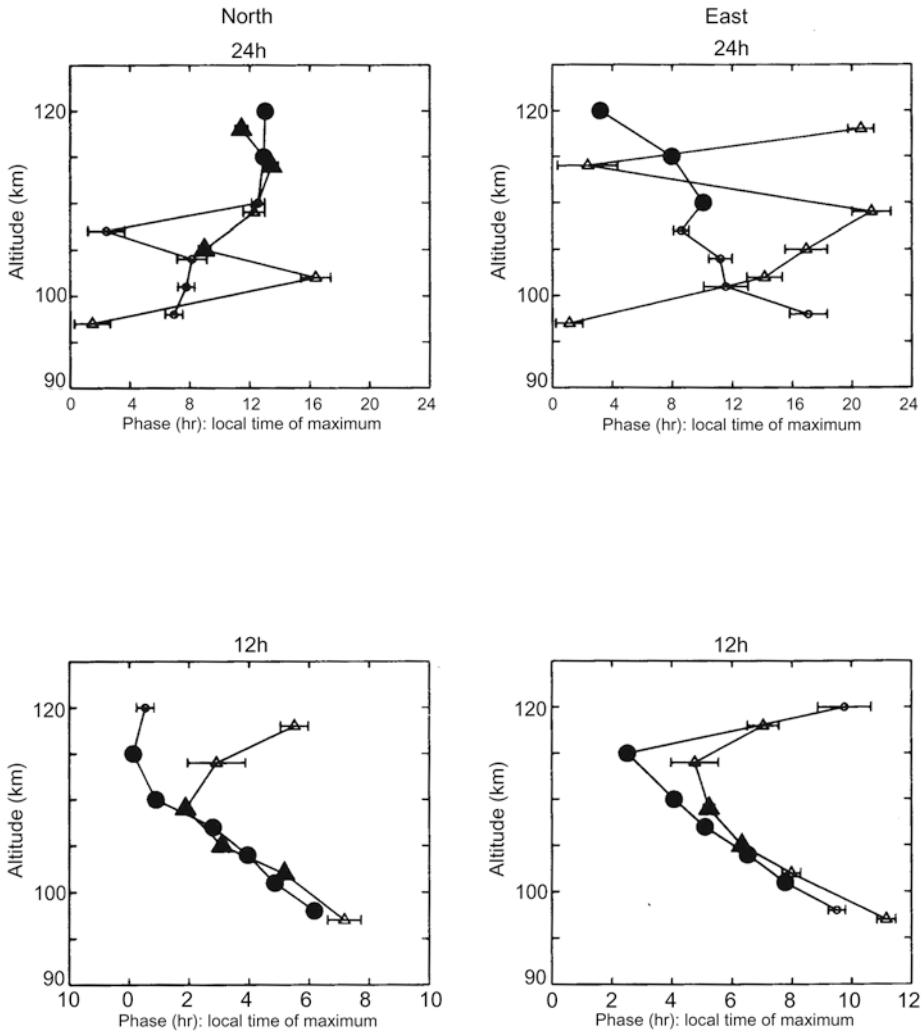 North
East
24h
24h
120
100
90
Altitude (km)
0 4 8 12 16 20 24
Phase (hr): local time of maximum
120
100
90
Altitude (km)
0 4 8 12 16 20 24
Phase (hr): local time of maximum
12h
12h
120
100
90
Altitude (km)
10 0 2 4 6 8 10
Phase (hr): local time of maximum
120
100
90
Altitude (km)
0 2 4 6 8 10 12
Phase (hr): local time of maximum